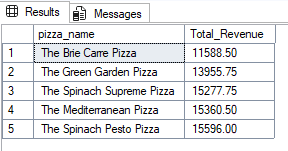 Results Messages
pizza_name Total_Revenue
1 The Brie Carre Pizza 11588.50
2 The Green Garden Pizza 13955.75
3 The Spinach Supreme Pizza 15277.75
4 The Mediterranean Pizza 15360.50
5 The Spinach Pesto Pizza 15596.00